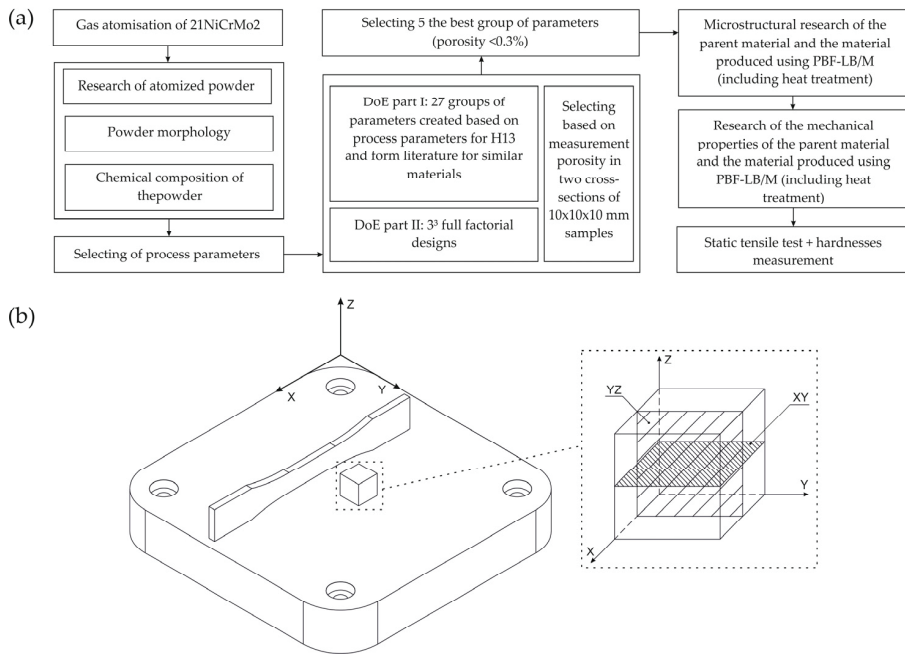 (a)
Gas atomisation of 21NiCrMo2
Research of atomized powder
Powder morphology
Chemical composition of
thepowder
Selecting of process parameters
Selecting 5 the best group of parameters
(porosity <0.3%)
DoE part I: 27 groups of
parameters created based on
process parameters for H13
and form literature for similar
materials
DoE part II: 3³ full factorial
designs
Selecting
based on
measurement
porosity in
two cross-
sections of
10x10x10 mm
samples
Microstructural research of the
parent material and the material
produced using PBF-LB/M
(including heat treatment)
Research of the mechanical
properties of the parent material
and the material produced using
PBF-LB/M (including heat
treatment)
Static tensile test + hardnesses
measurement
(b)
Z
X
Y
Z
YZ
XY
Y
X